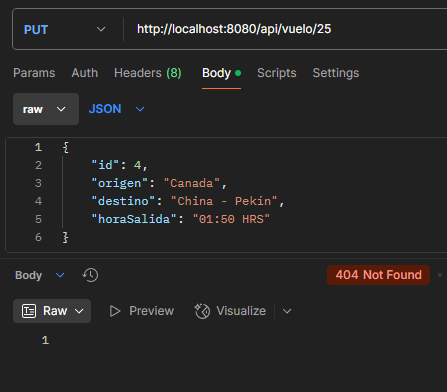 PUT http://localhost:8080/api/vuelo/25
Params Auth Headers (8) Body Scripts Settings
raw JSON
1 {
2 "id": 4,
3 "origen": "Canada",
4 "destino": "China - Pekín",
5 "horaSalida": "01:50 HRS"
6 }
Body 404 Not Found
Raw Preview Visualize
1